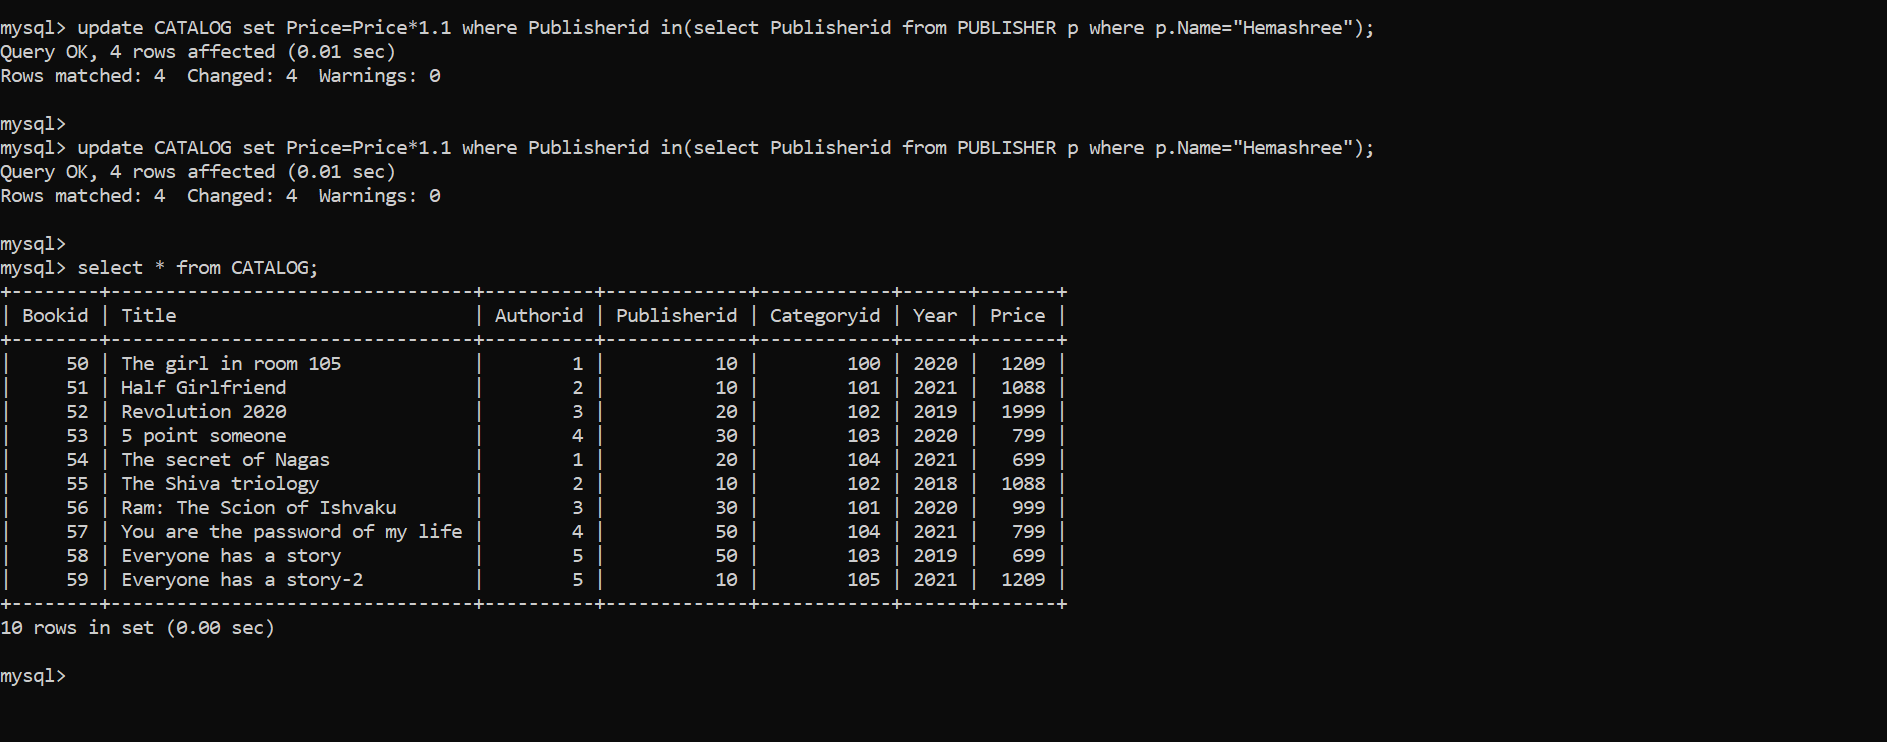 mysql> update CATALOG set Price=Price*1.1 where Publisherid in(select Publisherid from PUBLISHER p where p.Name="Hemashree");
Query OK, 4 rows affected (0.01 sec)
Rows matched: 4  Changed: 4  Warnings: 0
mysql>
mysql> update CATALOG set Price=Price*1.1 where Publisherid in(select Publisherid from PUBLISHER p where p.Name="Hemashree");
Query OK, 4 rows affected (0.01 sec)
Rows matched: 4  Changed: 4  Warnings: 0
mysql>
mysql> select * from CATALOG;
+--------+---------------------------------+----------+-------------+------------+------+-------+
| Bookid | Title                           | Authorid | Publisherid | Categoryid | Year | Price |
+--------+---------------------------------+----------+-------------+------------+------+-------+
|     50 | The girl in room 105            |        1 |          10 |        100 | 2020 |  1209 |
|     51 | Half Girlfriend                 |        2 |          10 |        101 | 2021 |  1088 |
|     52 | Revolution 2020                 |        3 |          20 |        102 | 2019 |  1999 |
|     53 | 5 point someone                 |        4 |          30 |        103 | 2020 |   799 |
|     54 | The secret of Nagas             |        1 |          20 |        104 | 2021 |   699 |
|     55 | The Shiva triology              |        2 |          10 |        102 | 2018 |  1088 |
|     56 | Ram: The Scion of Ishvaku       |        3 |          30 |        101 | 2020 |   999 |
|     57 | You are the password of my life |        4 |          50 |        104 | 2021 |   799 |
|     58 | Everyone has a story            |        5 |          50 |        103 | 2019 |   699 |
|     59 | Everyone has a story-2          |        5 |          10 |        105 | 2021 |  1209 |
+--------+---------------------------------+----------+-------------+------------+------+-------+
10 rows in set (0.00 sec)
mysql>